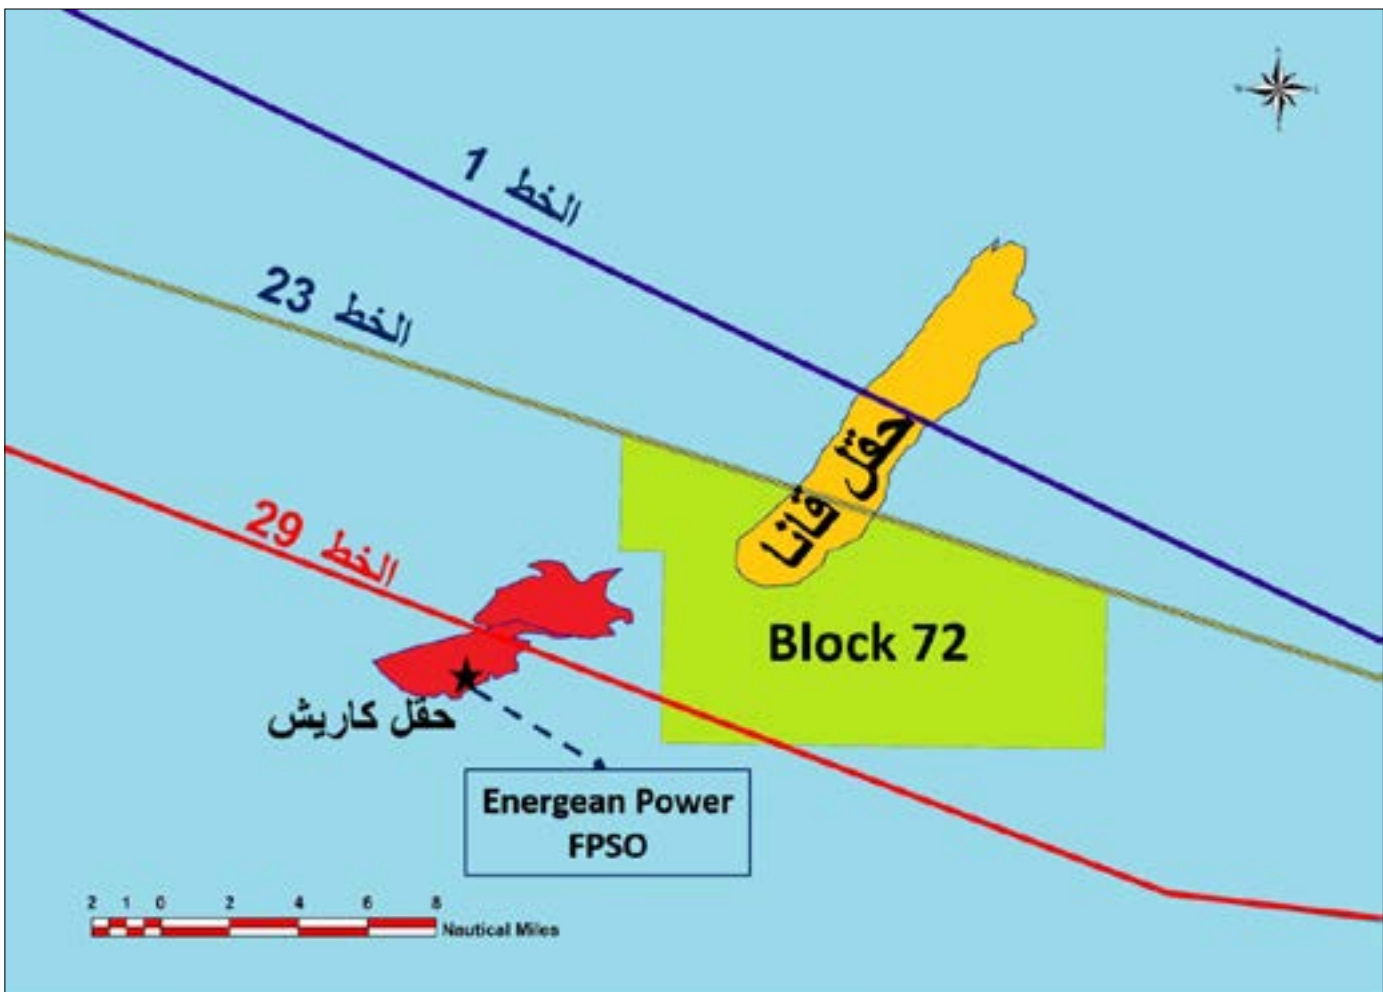 الخط 1
الخط 23
الخط 29
حقل قانا
Block 72
حقل كاريش
Energean Power
FPSO
2 1 0 2 4 6 8
Nautical Miles